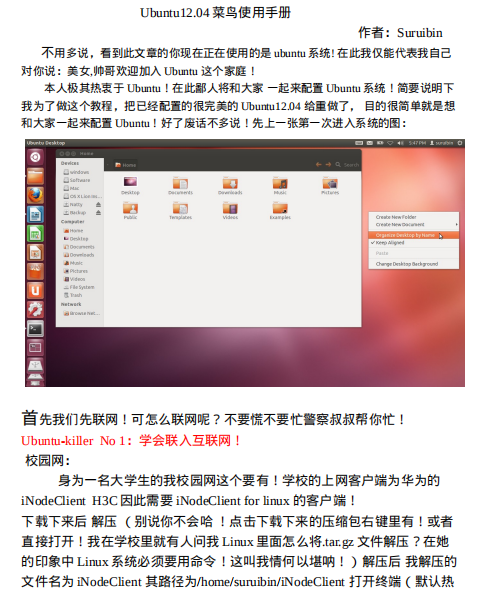 Ubuntu12.04 菜鸟使用手册
作者：Suruibin
不用多说，看到此文章的你现在正在使用的是 ubuntu 系统! 在此我仅能代表我自己
对你说：美女,帅哥欢迎加入 Ubuntu 这个家庭！
本人极其热衷于 Ubuntu！在此鄙人将和大家 一起来配置 Ubuntu 系统！简要说明下
我为了做这个教程，把已经配置的很完美的 Ubuntu12.04 给重做了， 目的很简单就是想
和大家一起来配置 Ubuntu！好了废话不多说！先上一张第一次进入系统的图：
Ubuntu Desktop
5:47 PM suruibin
Home
Home
Search
Devices
windows
Software
Mac
OS X Lion Ins...
Natty
Backup
Computer
Home
Desktop
Documents
Downloads
Music
Pictures
Videos
File System
Trash
Network
Browse Net...
Desktop
Documents
Downloads
Music
Pictures
Public
Templates
Videos
Examples
Create New Folder
Create New Document
Organize Desktop by Name
Keep Aligned
Paste
Change Desktop Background
首先我们先联网！可怎么联网呢？不要慌不要忙警察叔叔帮你忙！
Ubuntu-killer No 1：学会联入互联网！
校园网：
身为一名大学生的我校园网这个要有！学校的上网客户端为华为的
iNodeClient H3C 因此需要 iNodeClient for linux 的客户端！
下载下来后 解压 （别说你不会哈 ！点击下载下来的压缩包右键里有！或者
直接打开！我在学校里就有人问我 Linux 里面怎么将.tar.gz 文件解压？在她
的印象中 Linux 系统必须要用命令！这叫我情何以堪呐！）解压后 我解压的
文件名为 iNodeClient 其路径为/home/suruibin/iNodeClient 打开终端（默认热